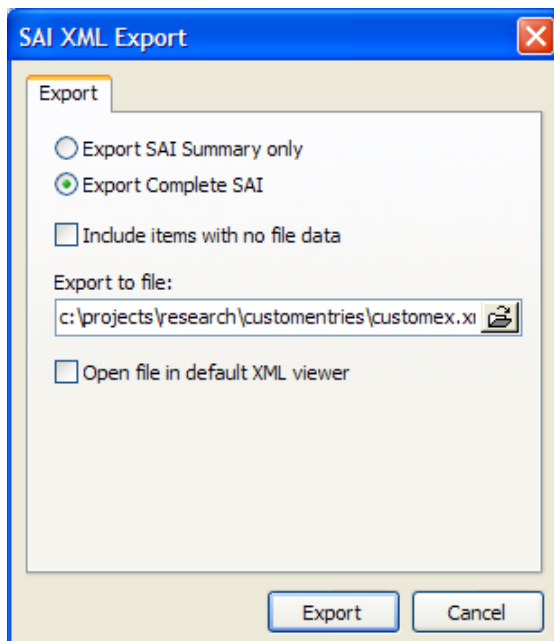 SAI XML Export
Export
Export SAI Summary only
Export Complete SAI
Include items with no file data
Export to file:
c:\projects\research\customentries\customex.x
Open file in default XML viewer
Export
Cancel